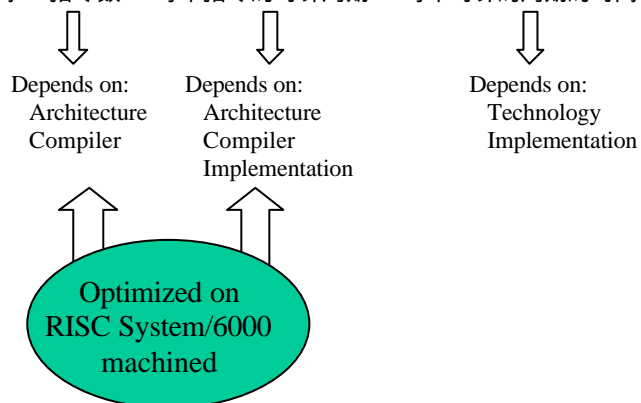 Depends on:
Architecture
Compiler
Depends on:
Architecture
Compiler
Implementation
Depends on:
Technology
Implementation
Optimized on
RISC System/6000
machined